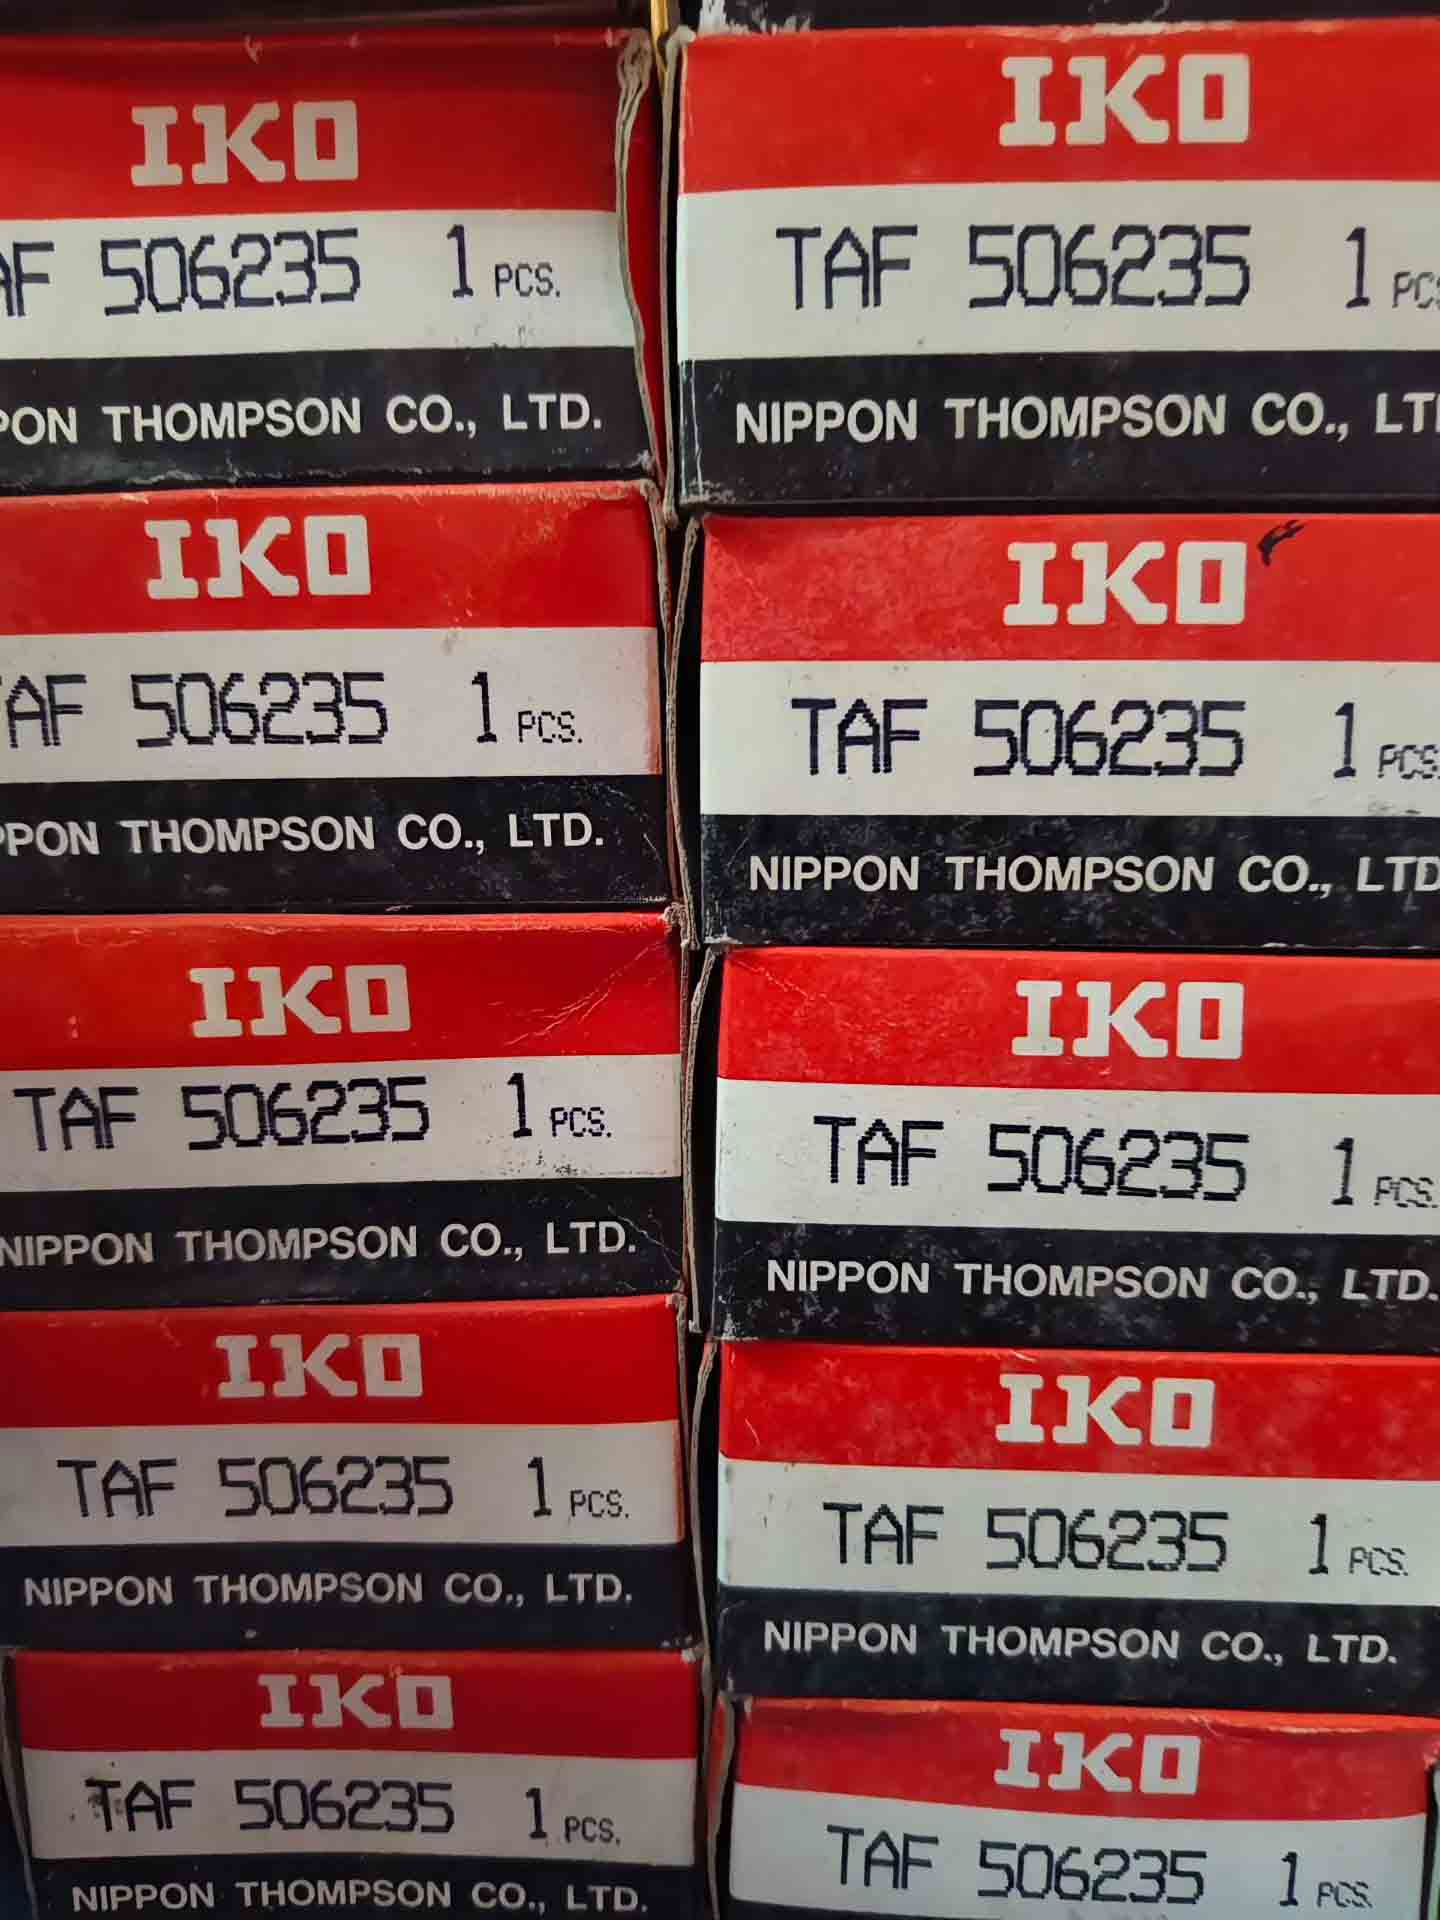 IKO
AF 506235 1 PCS.
PON THOMPSON CO., LTD.
IKO
AF 506235 1 PCS.
PPON THOMPSON CO., LTD.
IKO
TAF 506235 1 PCS.
NIPPON THOMPSON CO., LTD.
IKO
TAF 506235 1 PCS.
NIPPON THOMPSON CO., LTD.
IKO
TAF 506235 1 PCS.
NIPPON THOMPSON CO., LTD.
IKO
TAF 506235 1 PCS
NIPPON THOMPSON CO., LT
IKO
TAF 506235 1 PCS.
NIPPON THOMPSON CO., LTD
IKO
TAF 506235 1 PCS.
NIPPON THOMPSON CO., LTD.
IKO
TAF 506235 1 PCS.
NIPPON THOMPSON CO., LTD.
IKO
TAF 506235 1 PCS.